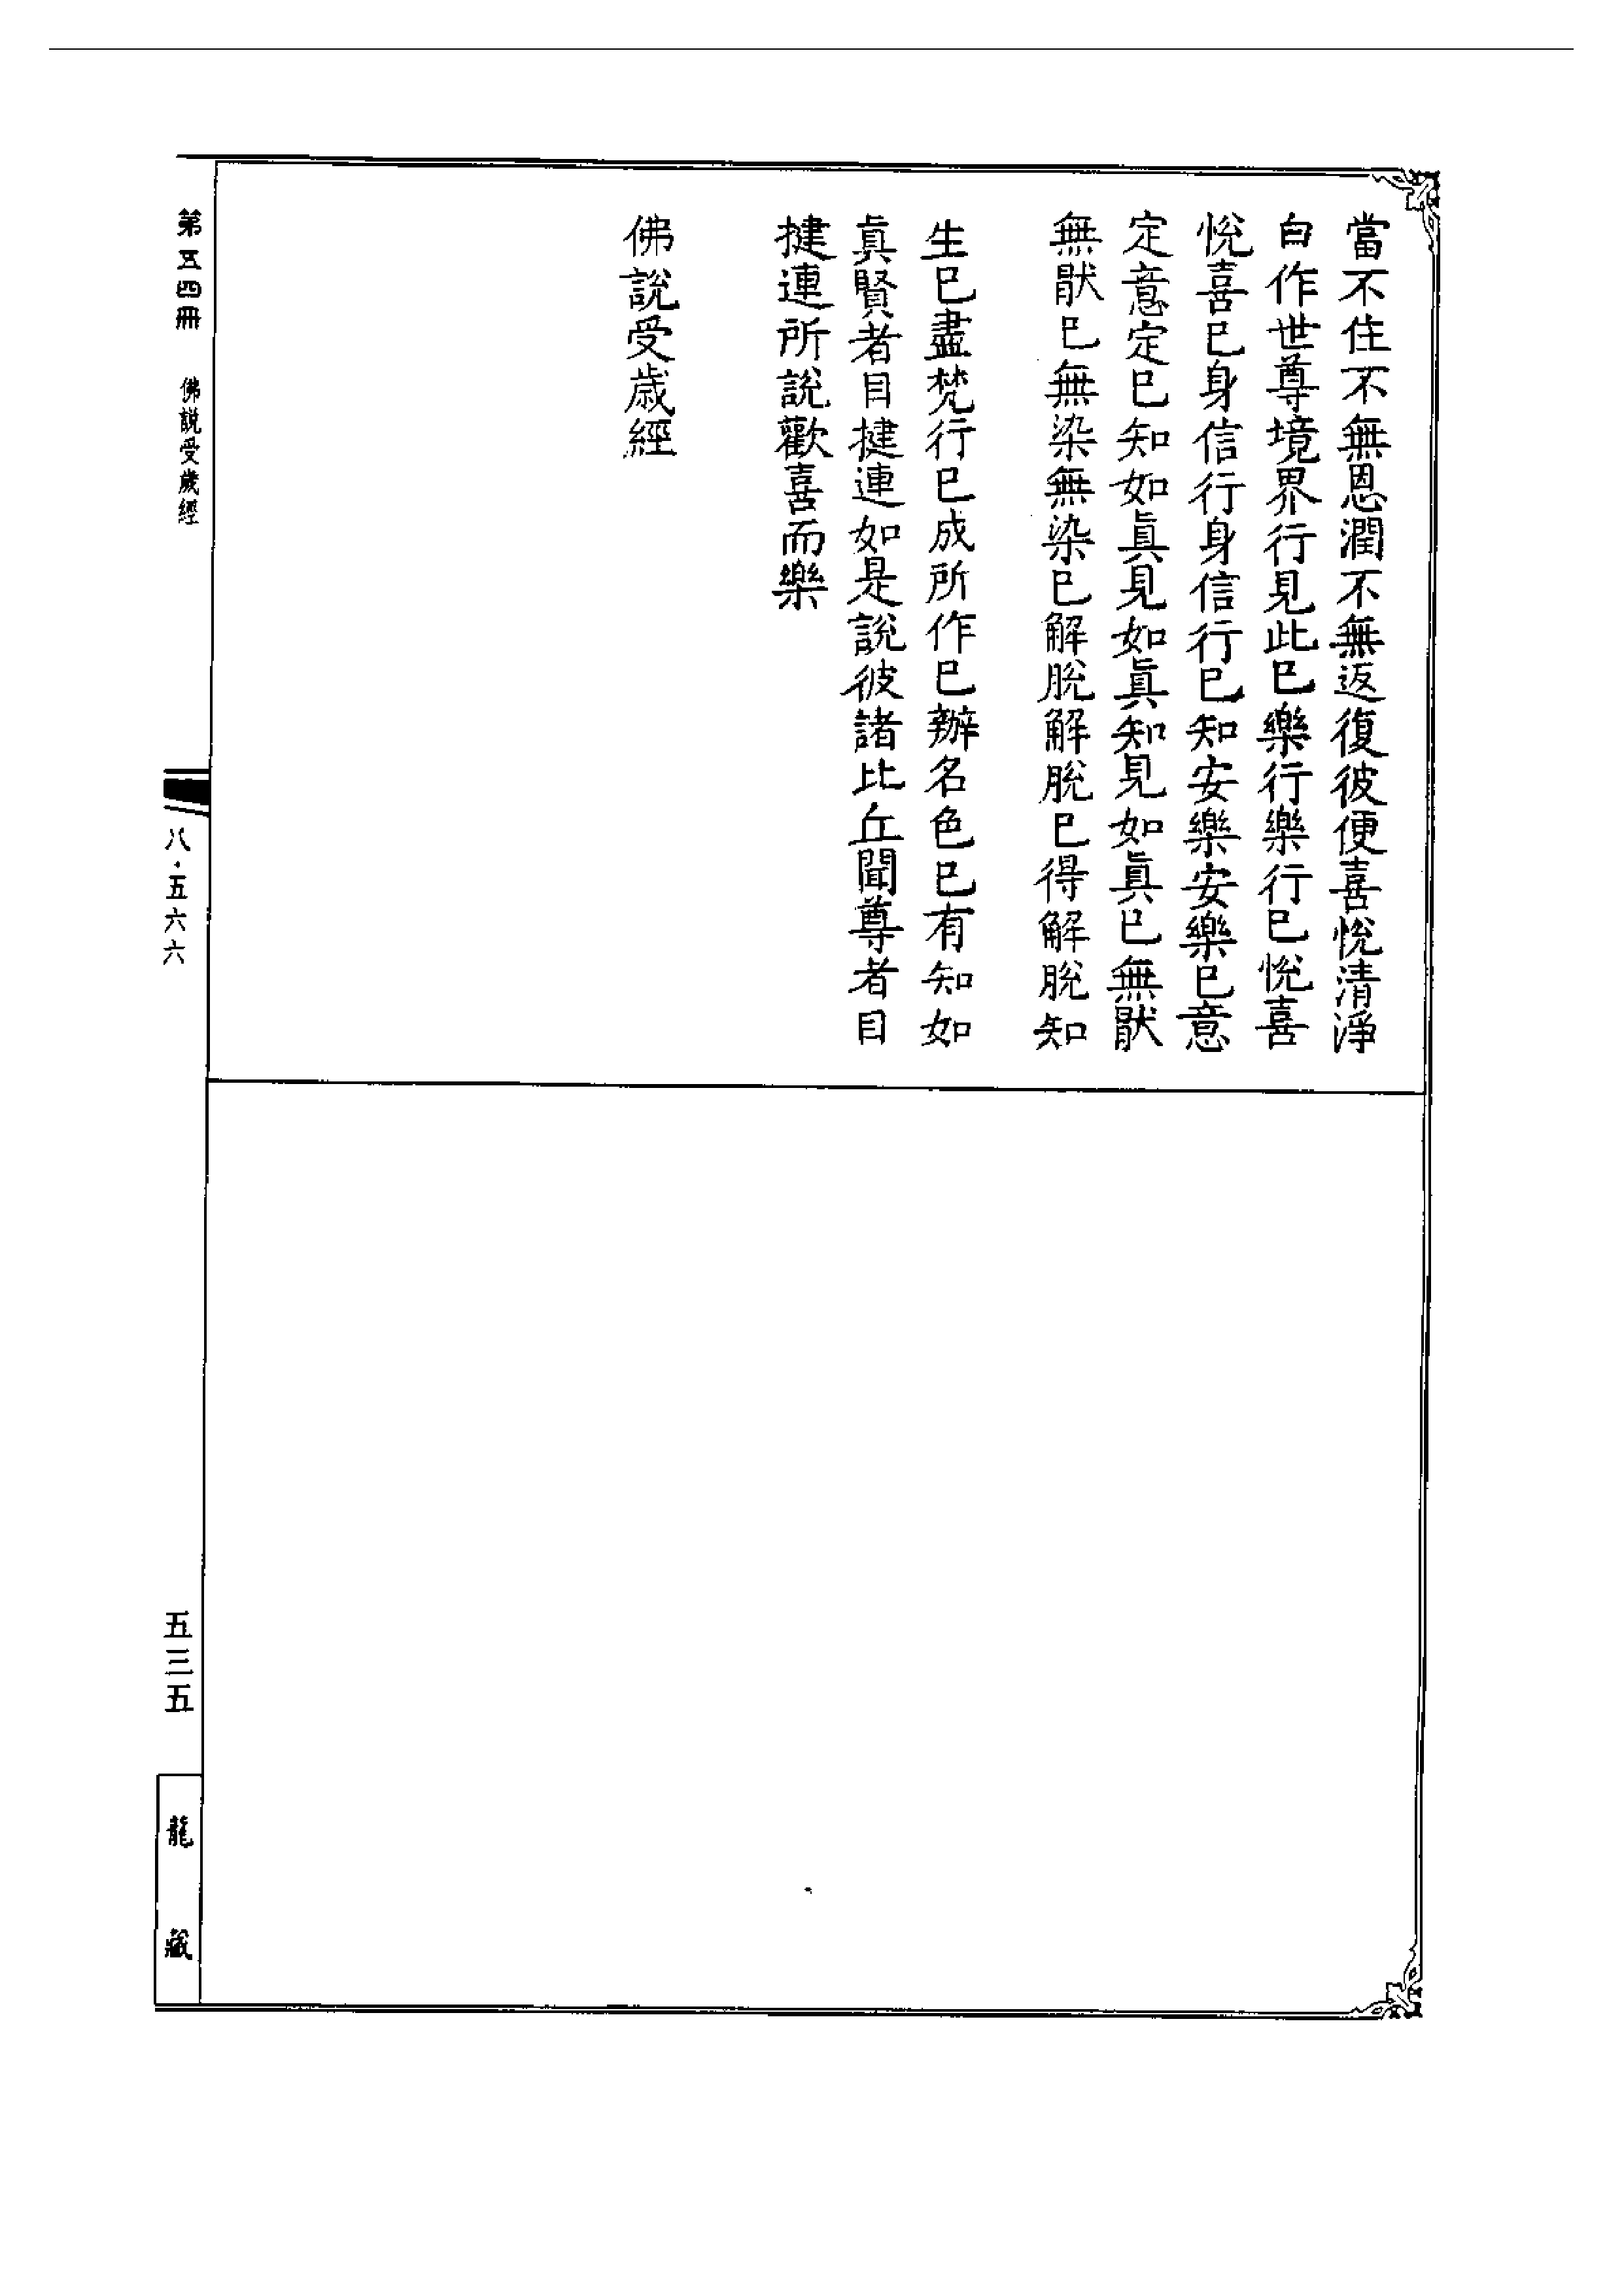 當不住不無恩潤不無返復彼便喜悅清淨
白作世尊境界行見此已樂行樂行已悅喜
悅喜已身信行身信行已知安樂安樂已意
定意定已知如眞見如眞知見如眞已無猒
無猒已無染無染已解脫解脫已得解脫知
生已盡梵行已成所作已辦名色已有知如
真賢者目揵連如是說彼諸比丘聞尊者目
揵連所說歡喜而樂
佛說受歲經
第五四冊 佛說受歲經
八·五六六
五三五
龍藏